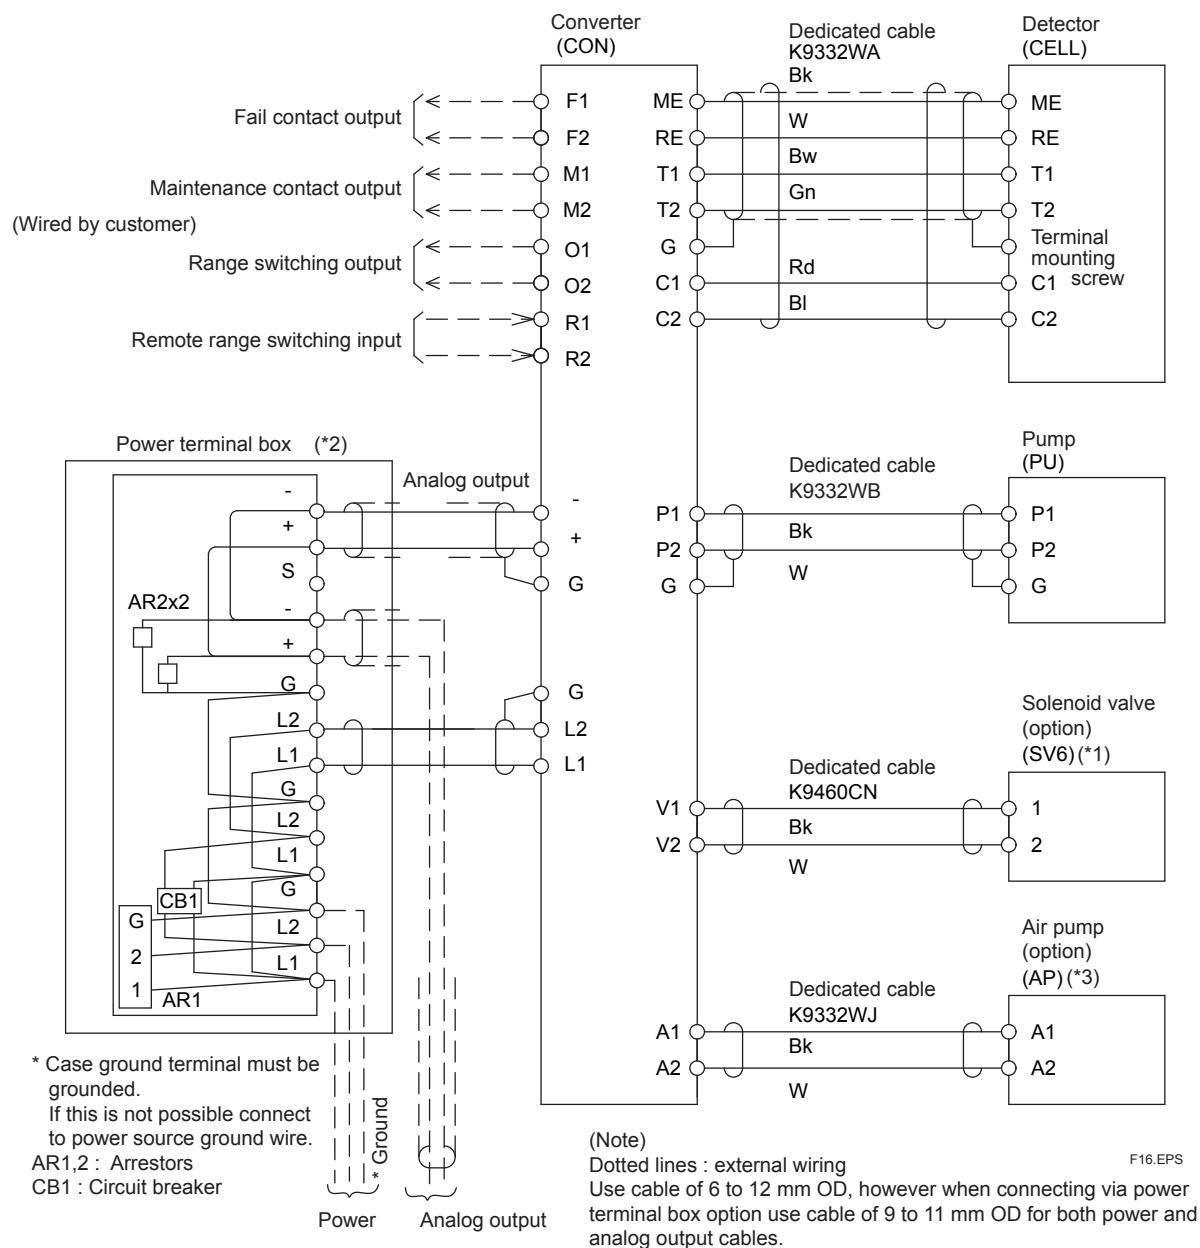 Converter
(CON)
Dedicated cable
K9332WA
Detector
(CELL)
Bk
Fail contact output
F1
ME
ME
W
F2
RE
RE
Bw
Maintenance contact output
M1
T1
T1
Gn
M2
T2
T2
(Wired by customer)
Range switching output
O1
G
Terminal
mounting
screw
Rd
O2
C1
C1
Bl
Remote range switching input
R1
C2
C2
R2
Power terminal box (*2)
Analog output
Dedicated cable
K9332WB
Pump
(PU)
-
-
P1
P1
+
+
Bk
P2
P2
S
G
W
G
G
AR2x2
-
+
G
G
L2
L2
L1
L1
Solenoid valve
(option)
(SV6) (*1)
Dedicated cable
K9460CN
G
V1
1
L2
Bk
V2
2
L1
W
CB1
G
G
L2
2
L1
1
AR1
Air pump
(option)
(AP) (*3)
Dedicated cable
K9332WJ
A1
A1
Bk
A2
A2
W
* Case ground terminal must be
grounded.
If this is not possible connect
to power source ground wire.
AR1,2 : Arrestors
CB1 : Circuit breaker
* Ground
Power
Analog output
(Note)
Dotted lines : external wiring
F16.EPS
Use cable of 6 to 12 mm OD, however when connecting via power
terminal box option use cable of 9 to 11 mm OD for both power and
analog output cables.